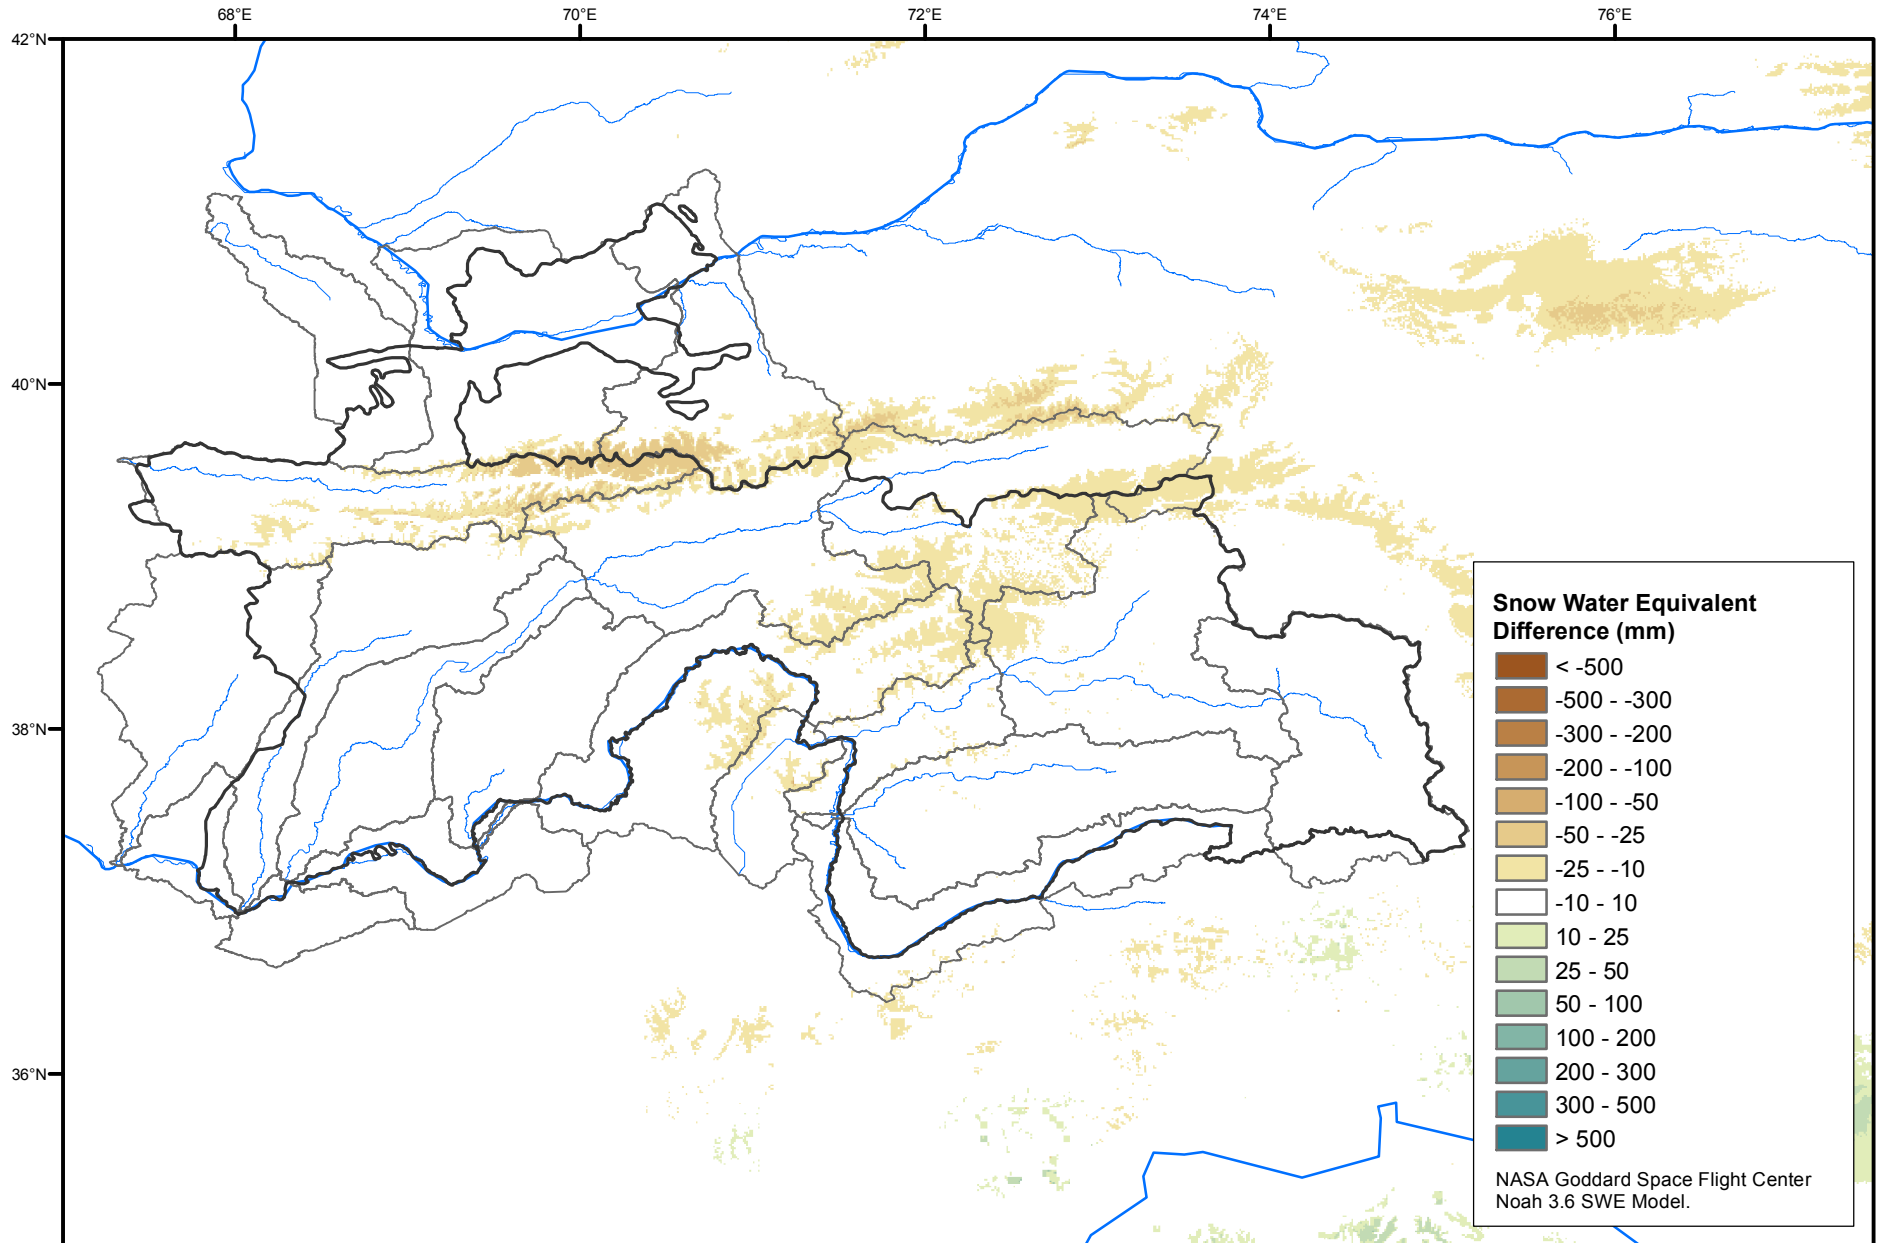 68°E
70°E
72°E
74°E
76°E
42°N
40°N
38°N
36°N
Snow Water Equivalent
Difference (mm)
< -500
-500 - -300
-300 - -200
-200 - -100
-100 - -50
-50 - -25
-25 - -10
-10 - 10
10 - 25
25 - 50
50 - 100
100 - 200
200 - 300
300 - 500
> 500
NASA Goddard Space Flight Center
Noah 3.6 SWE Model.